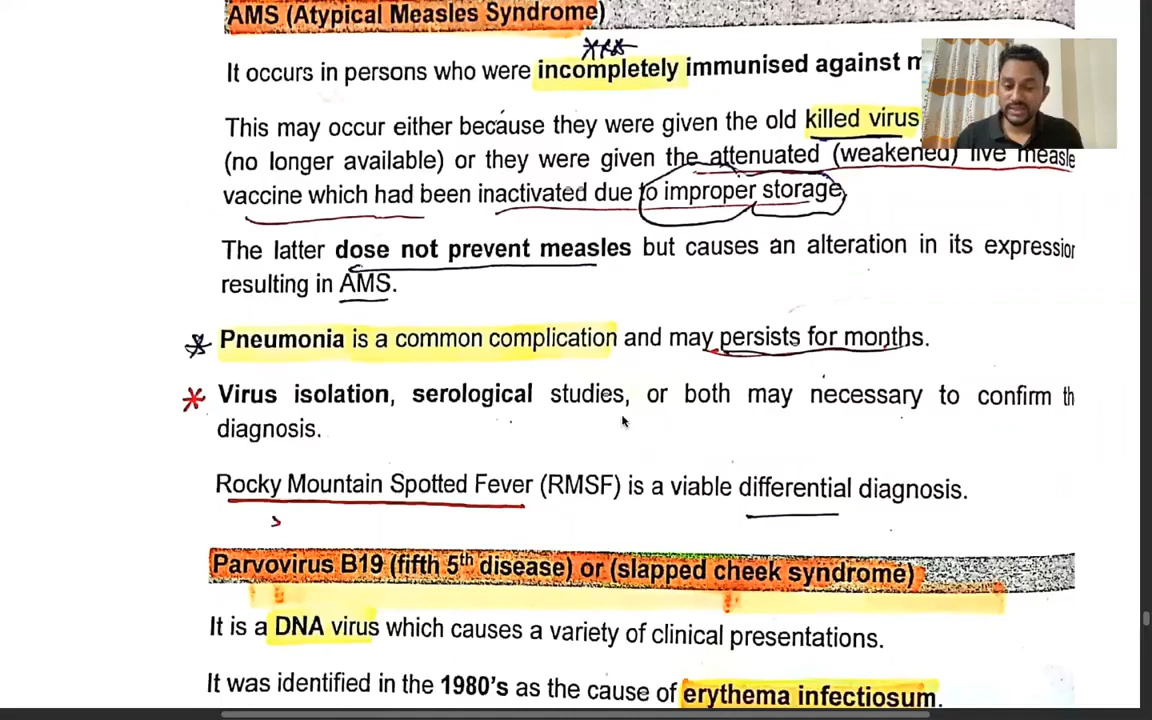 AMS (Atypical Measles Syndrome)
It occurs in persons who were incompletely immunised against m
This may occur either because they were given the old killed virus
(no longer available) or they were given the attenuated (weakened) live measle
vaccine which had been inactivated due to improper storage
The latter dose not prevent measles but causes an alteration in its expression
resulting in AMS.
Pneumonia is a common complication and may persists for months.
Virus isolation, serological studies, or both may necessary to confirm th
diagnosis.
Rocky Mountain Spotted Fever (RMSF) is a viable differential diagnosis.
Parvovirus B19 (fifth 5th disease) or (slapped cheek syndrome)
It is a DNA virus which causes a variety of clinical presentations.
It was identified in the 1980's as the cause of erythema infectiosum.